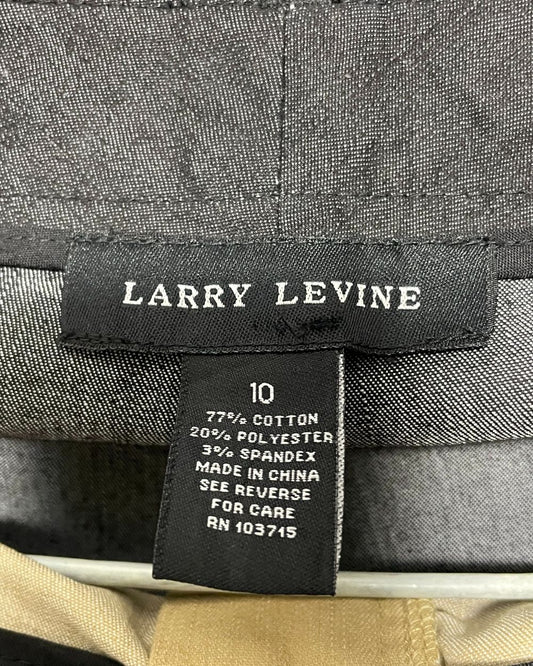 LARRY LEVINE
10
77% COTTON
20% POLYESTER
3% SPANDEX
MADE IN CHINA
SEE REVERSE
FOR CARE
RN 103715